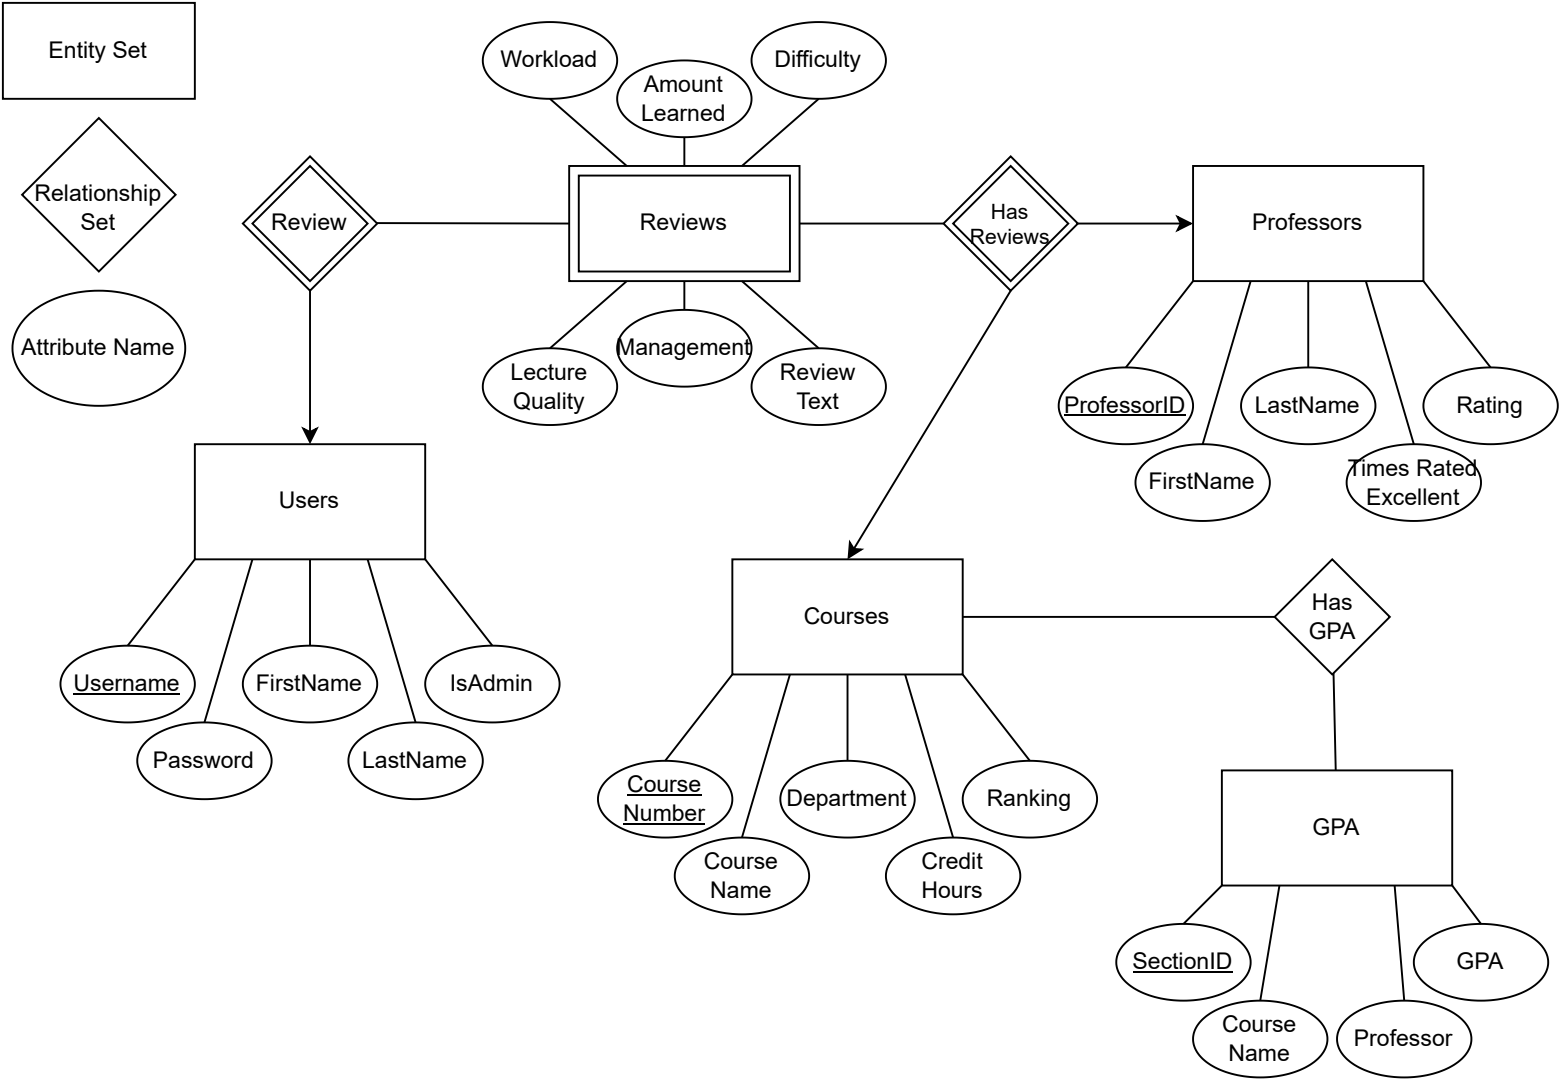 Entity Set
Relationship
Set
Attribute Name
Workload
Amount
Learned
Difficulty
Review
Reviews
Has
Reviews
Professors
Lecture
Quality
Management
Review
Text
ProfessorID
FirstName
LastName
Times Rated
Excellent
Rating
Users
Username
Password
FirstName
LastName
IsAdmin
Courses
Has
GPA
Course
Number
Course
Name
Department
Credit
Hours
Ranking
GPA
SectionID
Course
Name
Professor
GPA